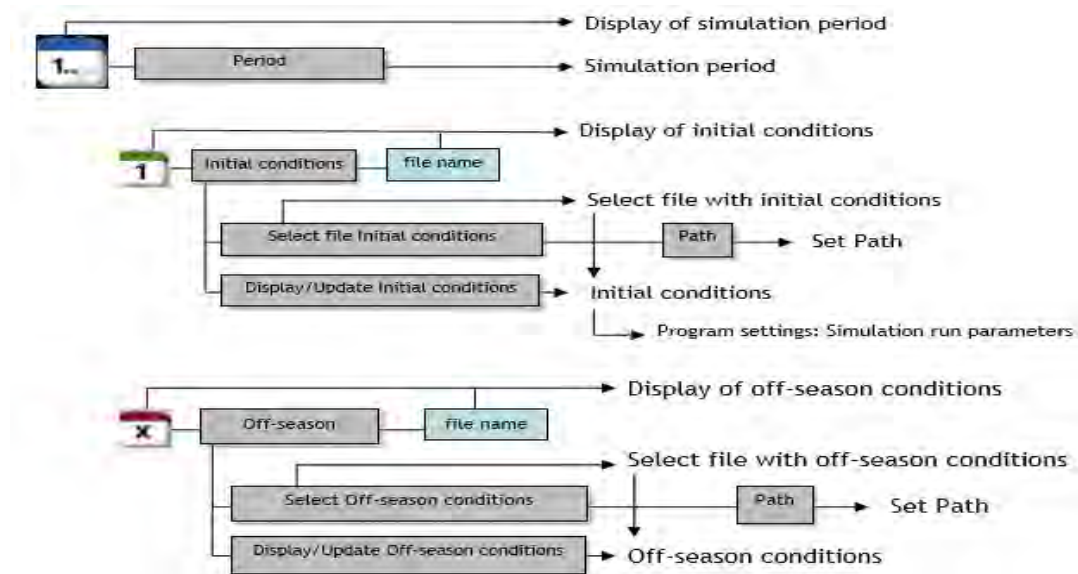 Display of simulation period
1...
Period
Simulation period
Display of initial conditions
1
Initial conditions
file name
Select file with initial conditions
Select file Initial conditions
Path
Set Path
Display/Update Initial conditions
Initial conditions
Program settings: Simulation run parameters
Display of off-season conditions
X
Off-season
file name
Select file with off-season conditions
Select Off-season conditions
Path
Set Path
Display/Update Off-season conditions
Off-season conditions